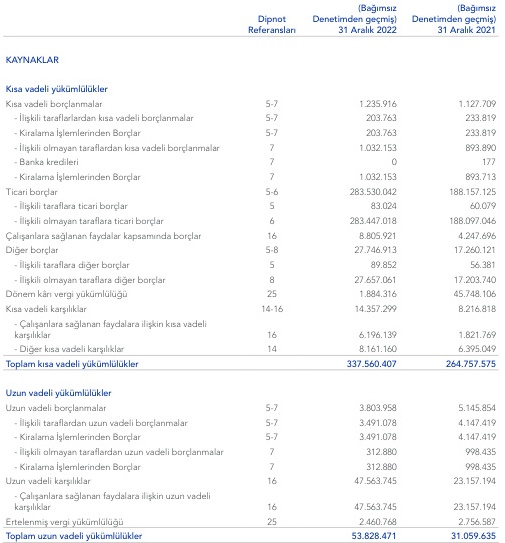 Dipnot Referansları (Bağımsız Denetimden geçmiş) 31 Aralık 2022 (Bağımsız Denetimden geçmiş) 31 Aralık 2021
KAYNAKLAR
Kısa vadeli yükümlülükler
Kısa vadeli borçlanmalar 5-7 1.235.916 1.127.709
- İlişkili taraflarlardan kısa vadeli borçlanmalar 5-7 203.763 233.819
- Kiralama İşlemlerinden Borçlar 5-7 203.763 233.819
- İlişkili olmayan taraflardan kısa vadeli borçlanmalar 7 1.032.153 893.890
- Banka kredileri 7 0 177
- Kiralama İşlemlerinden Borçlar 7 1.032.153 893.713
Ticari borçlar 5-6 283.530.042 188.157.125
- İlişkili taraflara ticari borçlar 5 83.024 60.079
- İlişkili olmayan taraflara ticari borçlar 6 283.447.018 188.097.046
Çalışanlara sağlanan faydalar kapsamında borçlar 16 8.805.921 4.247.696
Diğer borçlar 5-8 27.746.913 17.260.121
- İlişkili taraflara diğer borçlar 5 89.852 56.381
- İlişkili olmayan taraflara diğer borçlar 8 27.657.061 17.203.740
Dönem kârı vergi yükümlülüğü 25 1.884.316 45.748.106
Kısa vadeli karşılıklar 14-16 14.357.299 8.216.818
- Çalışanlara sağlanan faydalara ilişkin kısa vadeli
karşılıklar 16 6.196.139 1.821.769
- Diğer kısa vadeli karşılıklar 14 8.161.160 6.395.049
Toplam kısa vadeli yükümlülükler 337.560.407 264.757.575
Uzun vadeli yükümlülükler
Uzun vadeli borçlanmalar 5-7 3.803.958 5.145.854
- İlişkili taraflardan uzun vadeli borçlanmalar 5-7 3.491.078 4.147.419
- Kiralama İşlemlerinden Borçlar 5-7 3.491.078 4.147.419
- İlişkili olmayan taraflardan uzun vadeli borçlanmalar 7 312.880 998.435
- Kiralama İşlemlerinden Borçlar 7 312.880 998.435
Uzun vadeli karşılıklar 16 47.563.745 23.157.194
- Çalışanlara sağlanan faydalara ilişkin uzun vadeli
karşılıklar 16 47.563.745 23.157.194
Ertelenmiş vergi yükümlülüğü 25 2.460.768 2.756.587
Toplam uzun vadeli yükümlülükler 53.828.471 31.059.635